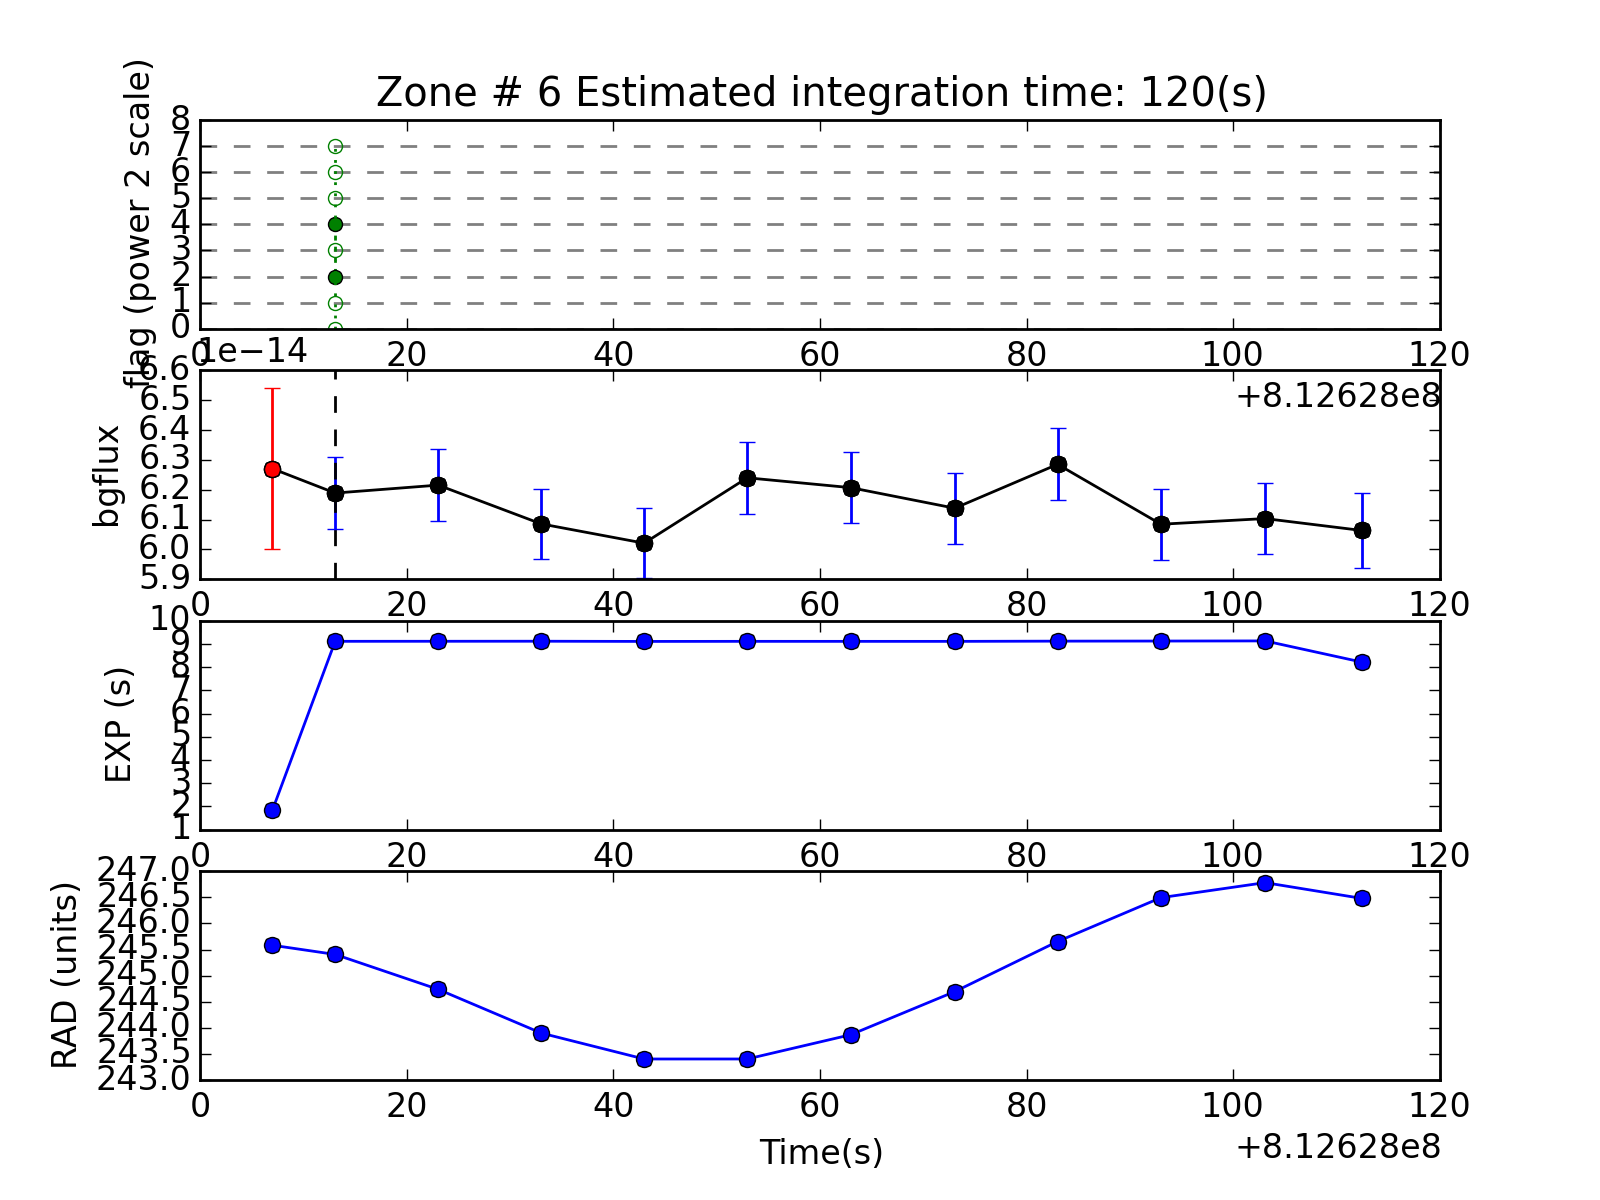 Zone # 6 Estimated integration time: 120(s)
flag (power 2 scale)
8
7
6
5
4
3
2
1
0
0 20 40 60 80 100 120
1e−14
+8.12628e8
bgflux
6.6
6.5
6.4
6.3
6.2
6.1
6.0
5.9
0 20 40 60 80 100 120
EXP (s)
10
9
8
7
6
5
4
3
2
1
0 20 40 60 80 100 120
RAD (units)
247.0
246.5
246.0
245.5
245.0
244.5
244.0
243.5
243.0
0 20 40 60 80 100 120
Time(s)
+8.12628e8